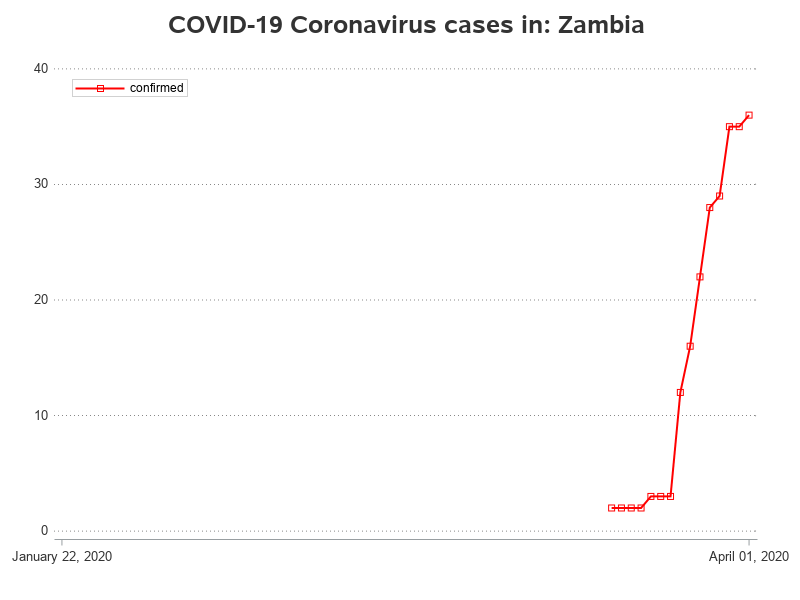 COVID-19 Coronavirus cases in: Zambia
40
confirmed
30
20
10
0
January 22, 2020
April 01, 2020